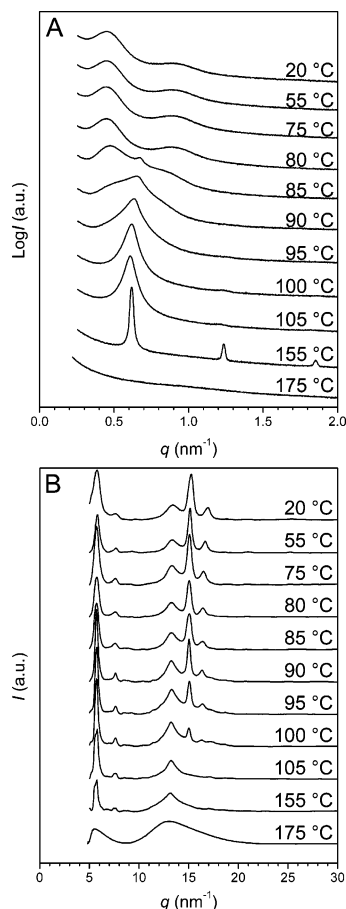 A
20 °C
55 °C
75 °C
80 °C
85 °C
90 °C
95 °C
100 °C
105 °C
155 °C
175 °C
LogI (a.u.)
0.0 0.5 1.0 1.5 2.0
q (nm⁻¹)
B
20 °C
55 °C
75 °C
80 °C
85 °C
90 °C
95 °C
100 °C
105 °C
155 °C
175 °C
I (a.u.)
0 5 10 15 20 25 30
q (nm⁻¹)